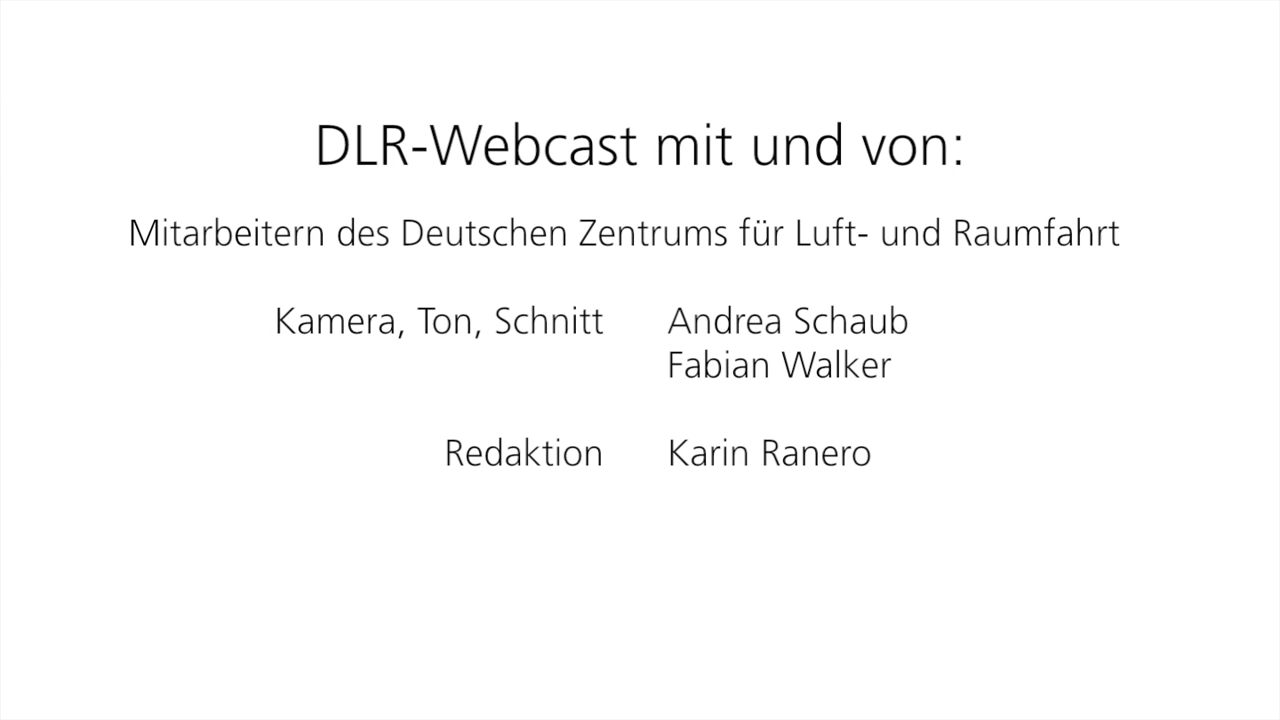 DLR-Webcast mit und von:
Mitarbeitern des Deutschen Zentrums für Luft- und Raumfahrt
Kamera, Ton, Schnitt Andrea Schaub
Fabian Walker
Redaktion Karin Ranero